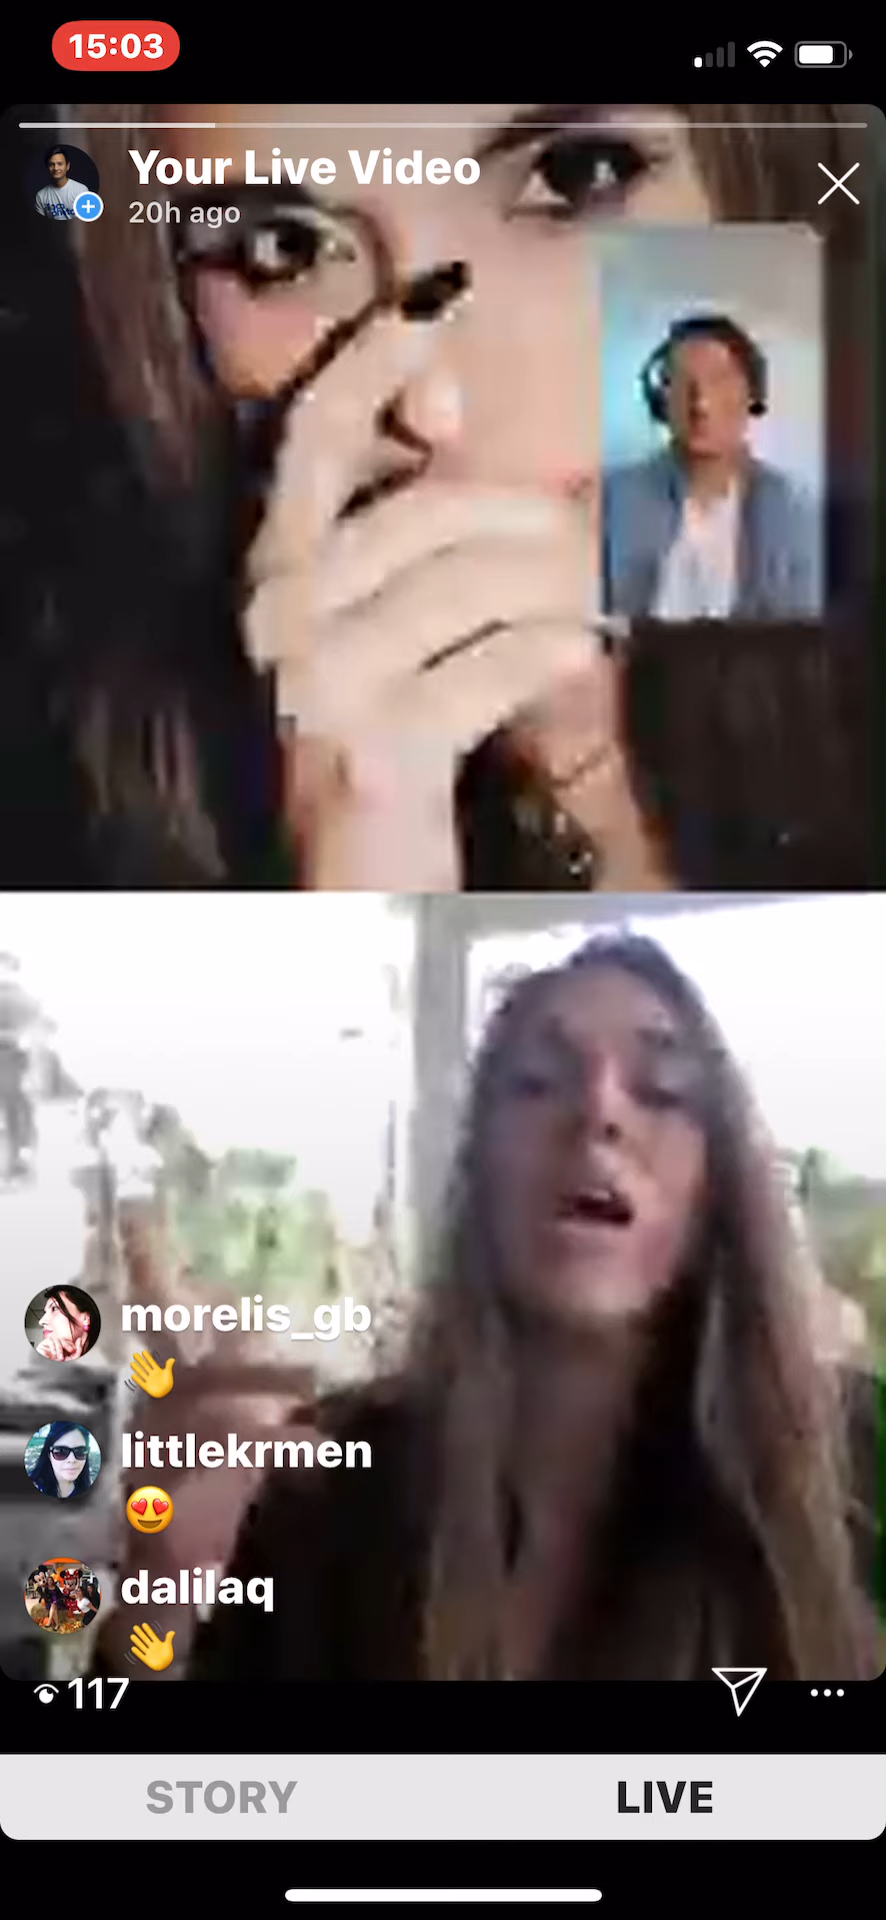 15:03
Your Live Video
20h ago
morelis_gb
👋
littlekrmen
😍
dalilaq
👋
117
STORY
LIVE